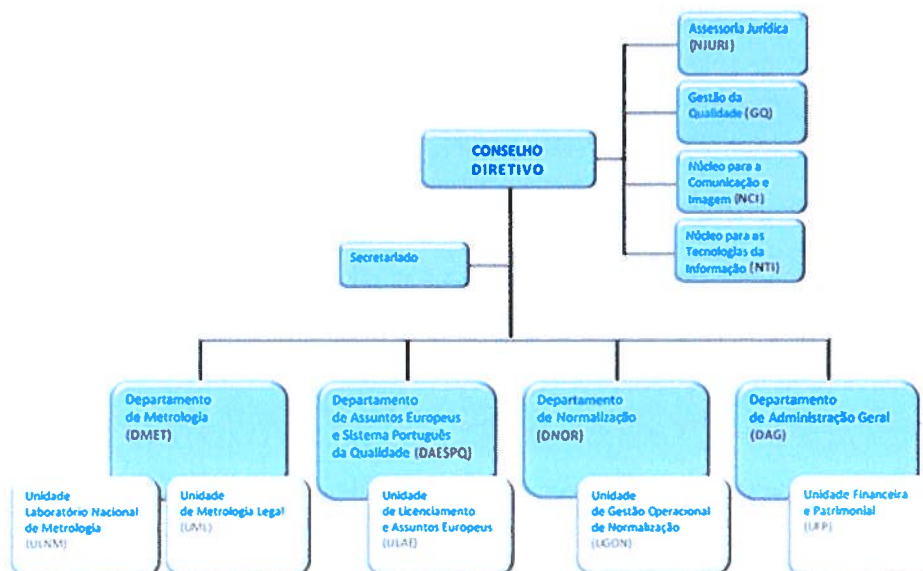 Assessoria Jurídica
(NJURI)
Gestão da
Qualidade (GQ)
CONSELHO
DIRETIVO
Núcleo para a
Comunicação e
Imagem (NCI)
Núcleo para as
Tecnologias da
Informação (NTI)
Secretariado
Departamento
de Metrologia
(DMET)
Departamento
de Assuntos Europeus
e Sistema Português
da Qualidade (DAESPQ)
Departamento
de Normalização
(DNOR)
Departamento
de Administração Geral
(DAG)
Unidade
Laboratório Nacional
de Metrologia
(ULNM)
Unidade
de Metrologia Legal
(UML)
Unidade
de Licenciamento
e Assuntos Europeus
(ULAE)
Unidade
de Gestão Operacional
de Normalização
(UGON)
Unidade Financeira
e Patrimonial
(UFP)